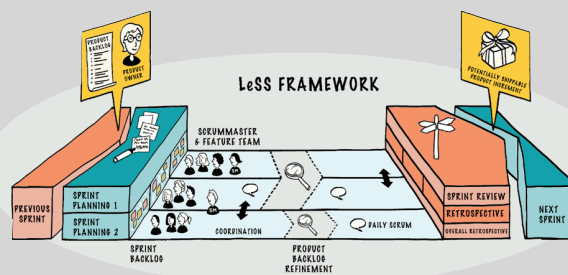 PRODUCT
BACKLOG
PRODUCT
OWNER
POTENTIALLY SHIPPABLE
PRODUCT INCREMENT
LeSS FRAMEWORK
SCRUMMASTER
& FEATURE TEAM
PREVIOUS
SPRINT
SPRINT
PLANNING 1
SPRINT
PLANNING 2
SM
SM
COORDINATION
DAILY SCRUM
SPRINT
BACKLOG
PRODUCT
BACKLOG
REFINEMENT
SPRINT REVIEW
RETROSPECTIVE
OVERALL RETROSPECTIVE
NEXT
SPRINT